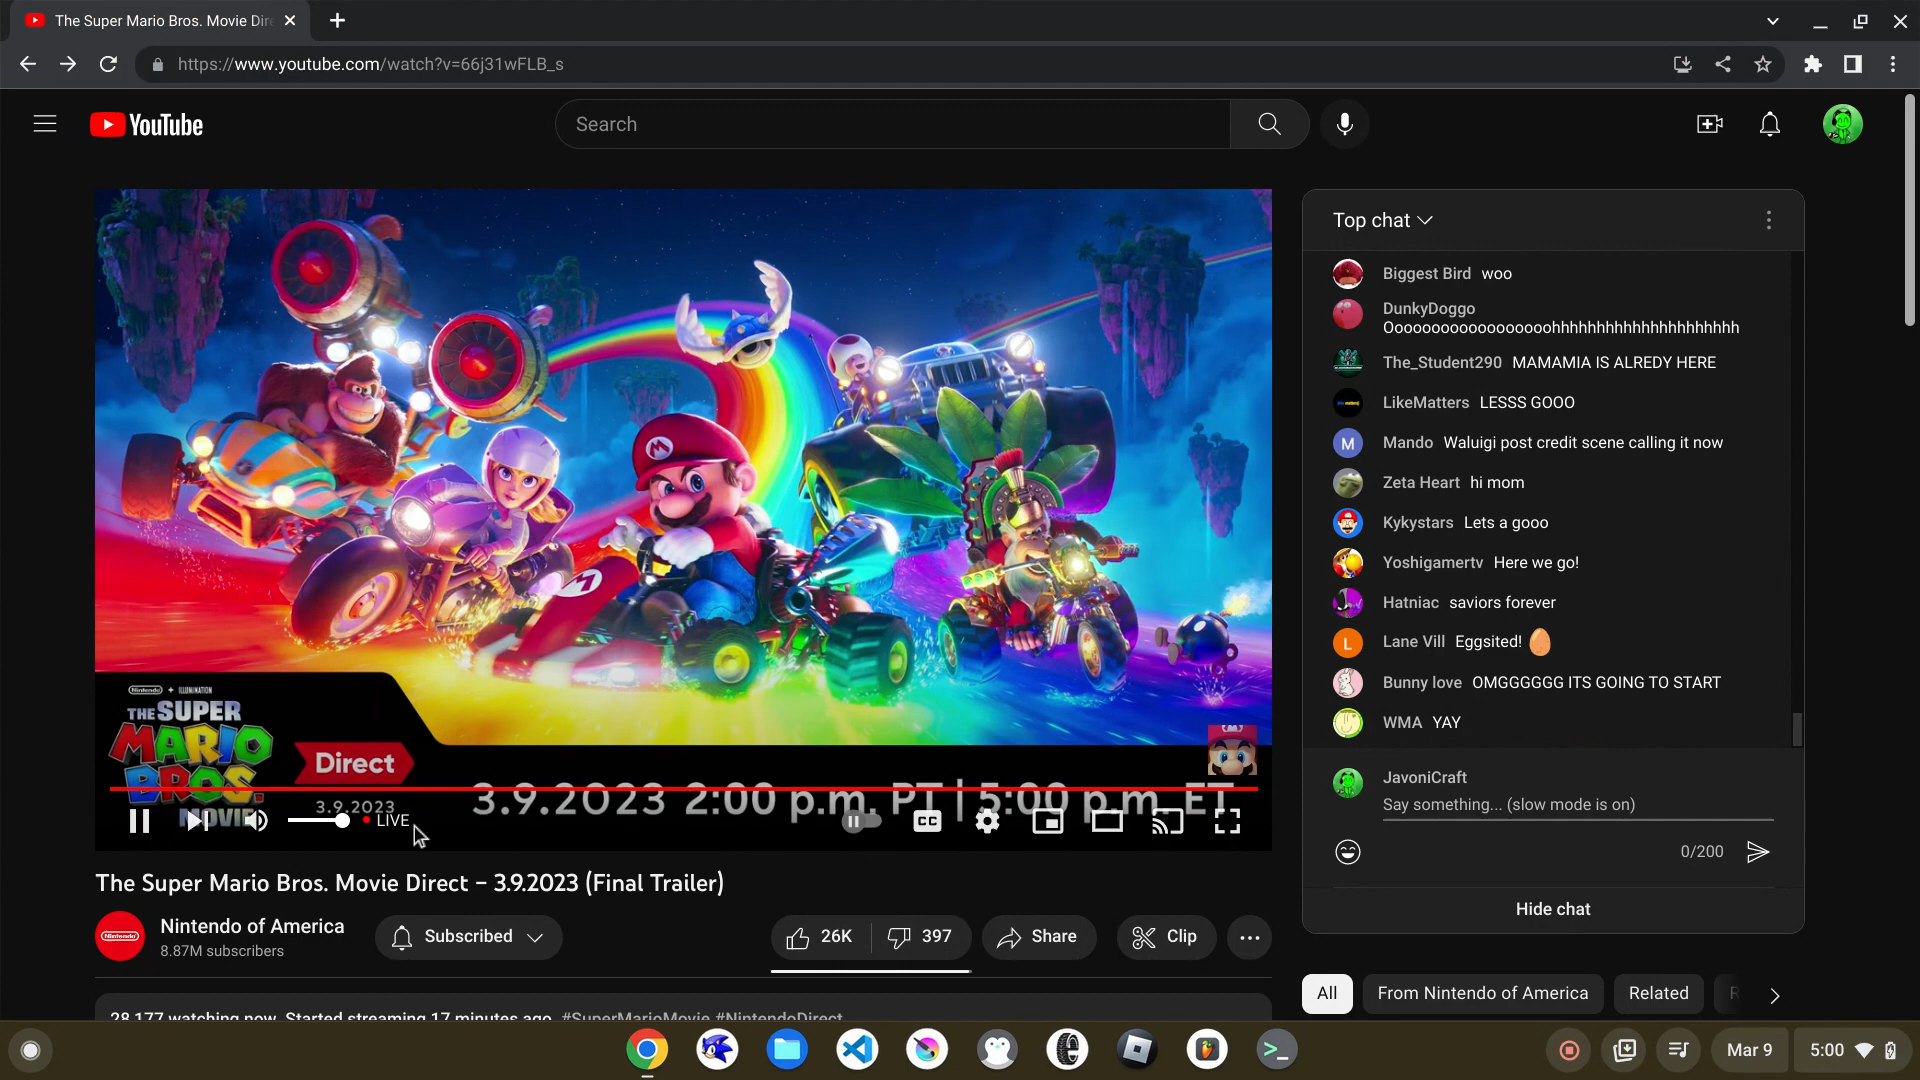 The Super Mario Bros. Movie Dire
https://www.youtube.com/watch?v=66j31wFLB_s
YouTube
Search
Nintendo + ILLUMINATION
THE SUPER
MARIO
BROS.
MOVIE
Direct
3.9.2023
3.9.2023 2:00 p.m. PT | 5:00 p.m. ET
LIVE
CC
The Super Mario Bros. Movie Direct – 3.9.2023 (Final Trailer)
Nintendo
Nintendo of America
8.87M subscribers
Subscribed
26K
397
Share
Clip
28,177 watching now Started streaming 17 minutes ago #SuperMarioMovie #NintendoDirect
Top chat
Biggest Bird woo
DunkyDoggo
Oooooooooooooooooohhhhhhhhhhhhhhhhhhhhh
The_Student290 MAMAMIA IS ALREDY HERE
LikeMatters LESSS GOOO
M Mando Waluigi post credit scene calling it now
Zeta Heart hi mom
Kykystars Lets a gooo
Yoshigamertv Here we go!
Hatniac saviors forever
L Lane Vill Eggsited!
Bunny love OMGGGGGG ITS GOING TO START
WMA YAY
JavoniCraft
Say something... (slow mode is on)
0/200
Hide chat
All
From Nintendo of America
Related
R
Mar 9
5:00